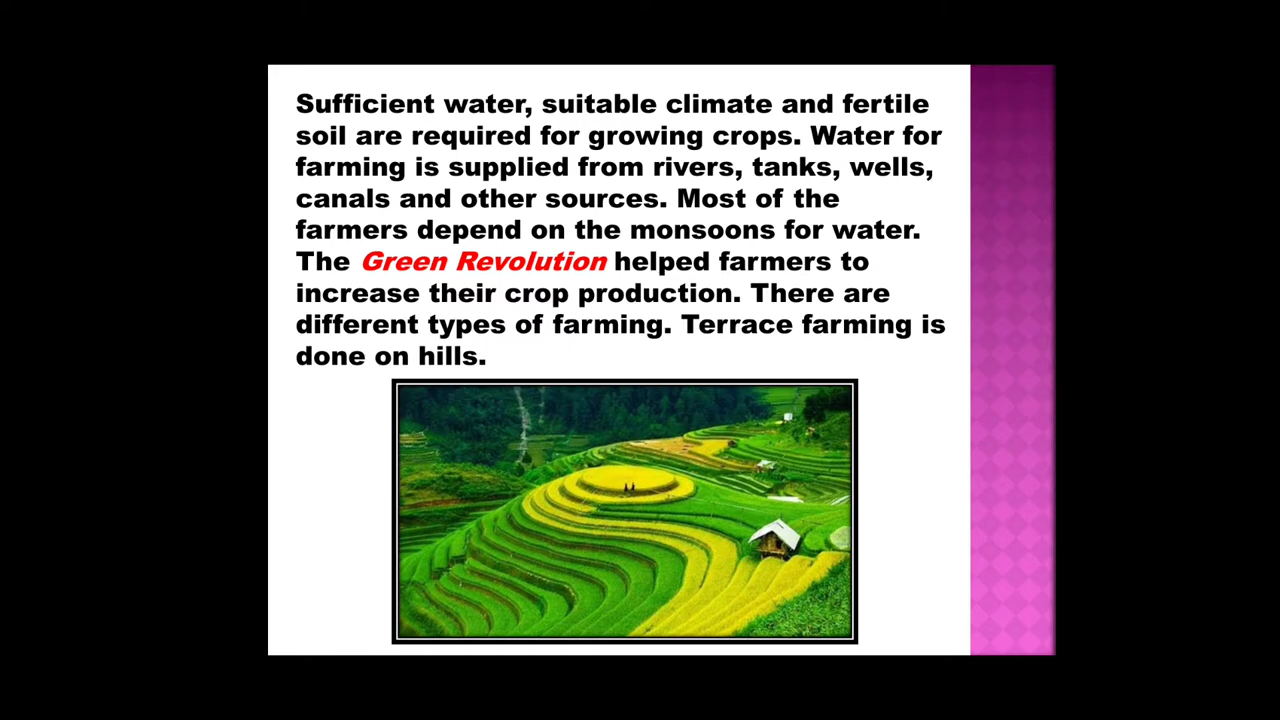 Sufficient water, suitable climate and fertile
soil are required for growing crops. Water for
farming is supplied from rivers, tanks, wells,
canals and other sources. Most of the
farmers depend on the monsoons for water.
The Green Revolution helped farmers to
increase their crop production. There are
different types of farming. Terrace farming is
done on hills.